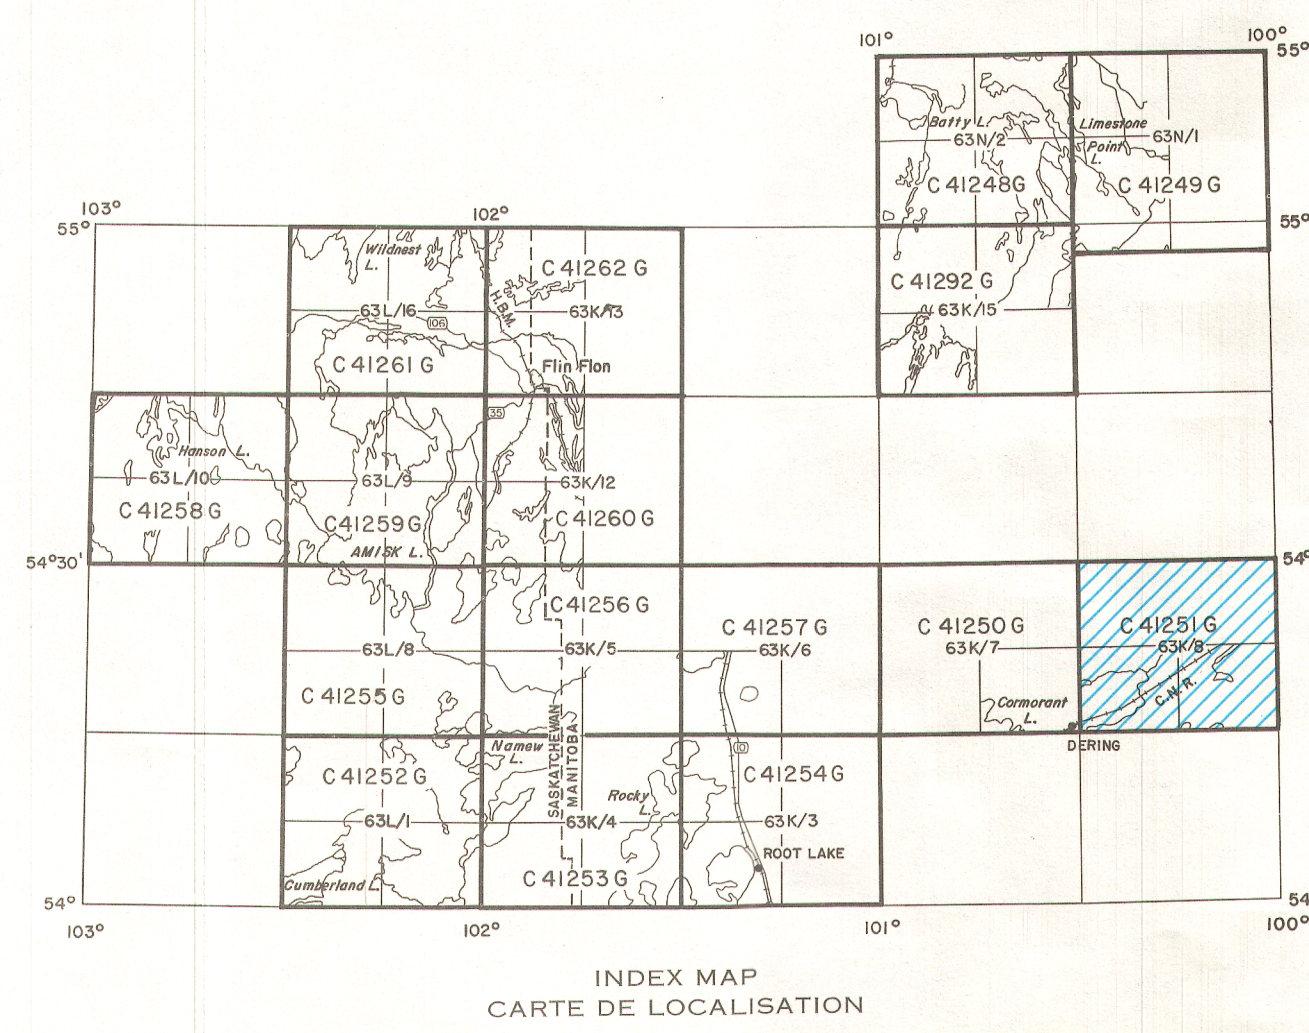 101°
100°
55°
Batty L.
Limestone
63N/2
63N/1
Point
L.
C 41248G
C 41249 G
103°
102°
55°
55°
Wildnest
L.
C 41262 G
C 41292 G
H.B.M.
63L/16
106
63K/13
63K/15
C 41261 G
Flin Flon
35
Hanson L.
63L/10
63L/9
63K/12
C 41258 G
C 41259 G
C 41260 G
AMISK L.
54°30'
54°
C 41256 G
C 41257 G
C 41250 G
C 41251 G
63L/8
63K/5
63K/6
63K/7
63K/8
C 41255 G
C.N.R.
Cormorant
L.
SASKATCHEWAN
MANITOBA
DERING
Namew
L.
10
C 41252 G
C 41254 G
Rocky
L.
63L/1
63K/4
63K/3
ROOT LAKE
Cumberland L.
C 41253 G
54°
54
103°
102°
101°
100°
INDEX MAP
CARTE DE LOCALISATION